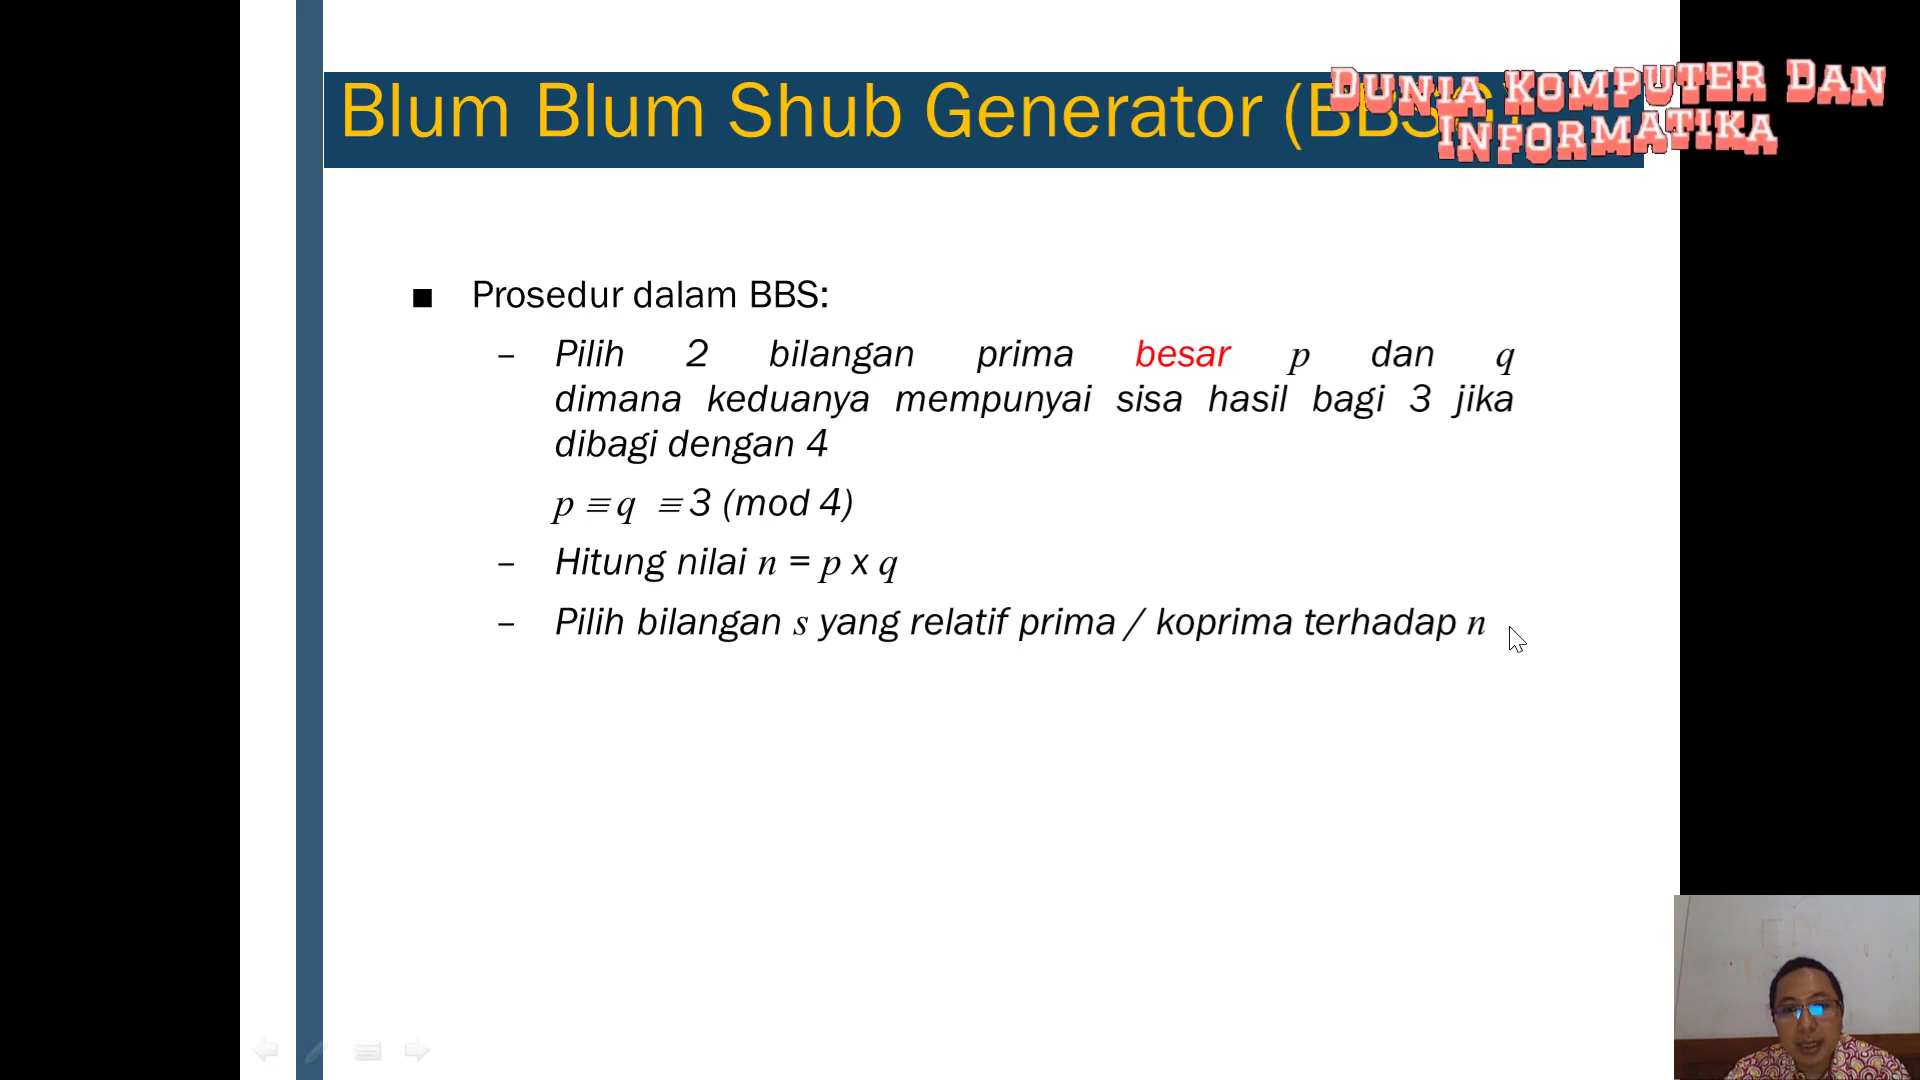 Blum Blum Shub Generator (BBSG)
DUNIA KOMPUTER DAN
INFORMATIKA
■ Prosedur dalam BBS:
– Pilih 2 bilangan prima besar p dan q
dimana keduanya mempunyai sisa hasil bagi 3 jika
dibagi dengan 4
p ≡ q ≡ 3 (mod 4)
– Hitung nilai n = p x q
– Pilih bilangan s yang relatif prima / koprima terhadap n